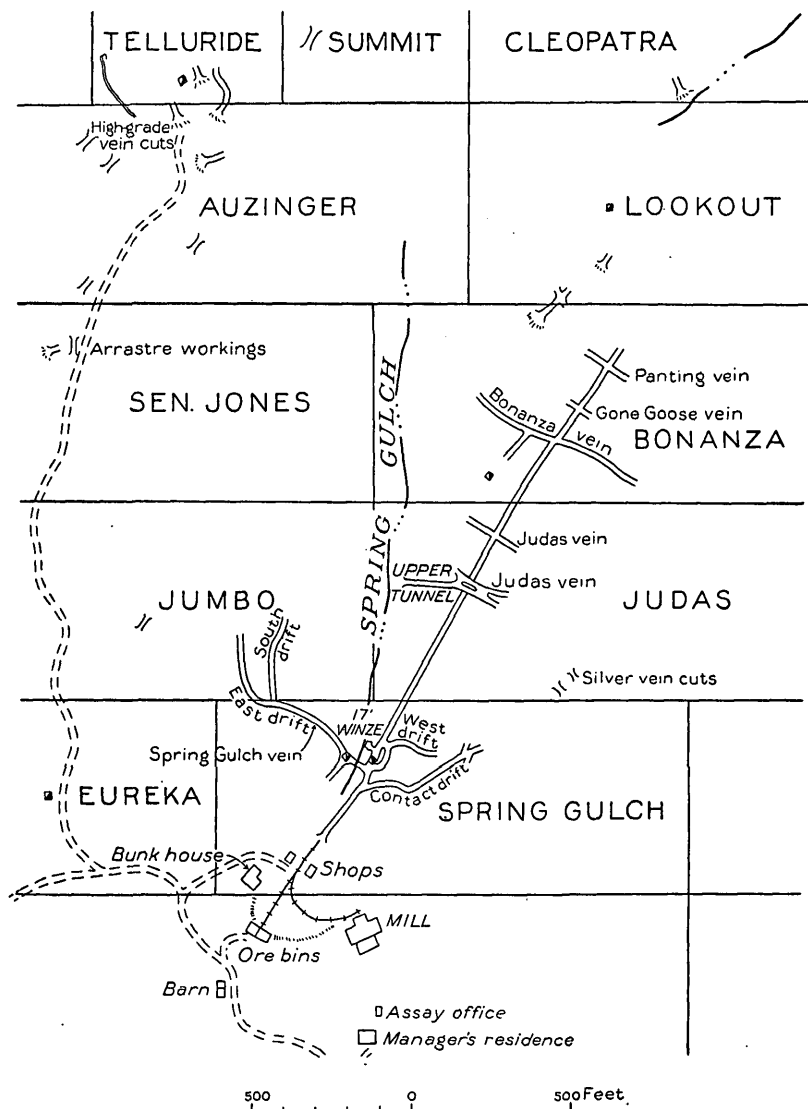 TELLURIDE
SUMMIT
CLEOPATRA
High-grade
vein cuts
AUZINGER
LOOKOUT
Arrastre workings
Panting vein
SEN. JONES
Bonanza vein
Gone Goose vein
BONANZA
SPRING GULCH
Judas vein
UPPER
TUNNEL
Judas vein
JUMBO
JUDAS
South
drift
Silver vein cuts
East drift
17'
WINZE
West
drift
Spring Gulch vein
Contact drift
EUREKA
SPRING GULCH
Bunk house
Shops
MILL
Ore bins
Barn
Assay office
Manager's residence
500 0 500 Feet